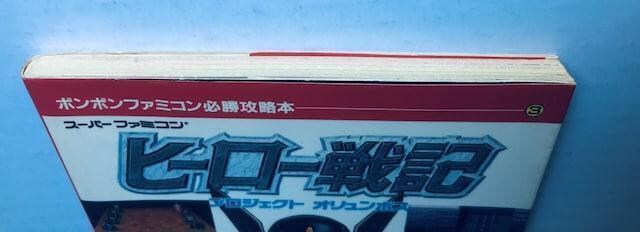 ボンボンファミコン必勝攻略本 ③
スーパーファミコン®
ヒーロー戦記
プロジェクト オリュンポス